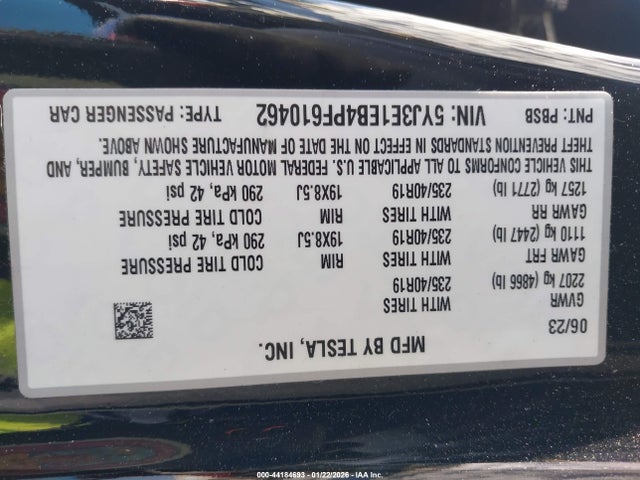 MFD BY TESLA, INC.
06/23
GVWR
2207 kg (4866 lb)
WITH TIRES
235/40R19
GAWR FRT
1110 kg (2447 lb)
WITH TIRES
235/40R19
RIM
19X8.5J
COLD TIRE PRESSURE
290 kPa, 42 psi
GAWR RR
1257 kg (2771 lb)
WITH TIRES
235/40R19
RIM
19X8.5J
COLD TIRE PRESSURE
290 kPa, 42 psi
THIS VEHICLE CONFORMS TO ALL APPLICABLE U.S. FEDERAL MOTOR VEHICLE SAFETY, BUMPER, AND
THEFT PREVENTION STANDARDS IN EFFECT ON THE DATE OF MANUFACTURE SHOWN ABOVE.
PNT: PBSB VIN: 5YJ3E1EB4PF610462 TYPE: PASSENGER CAR
000-44184693 - 01/22/2026 - IAA Inc.